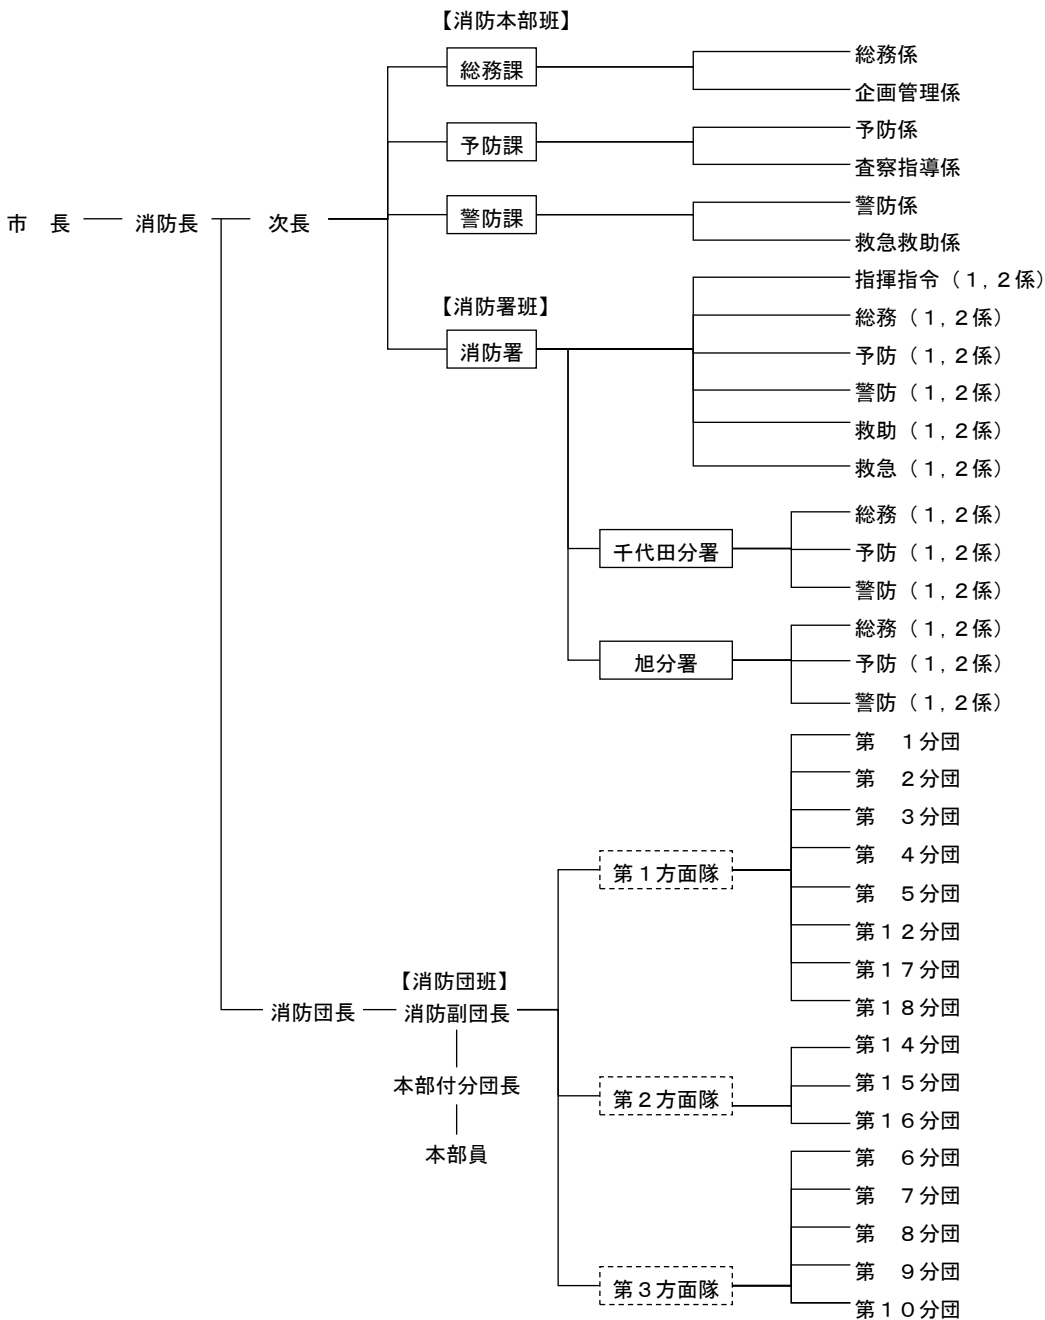 【消防本部班】
総務課
総務係
企画管理係
予防課
予防係
査察指導係
警防課
警防係
救急救助係
市　長
消防長
次長
【消防署班】
消防署
指揮指令（１，２係）
総務（１，２係）
予防（１，２係）
警防（１，２係）
救助（１，２係）
救急（１，２係）
千代田分署
総務（１，２係）
予防（１，２係）
警防（１，２係）
旭分署
総務（１，２係）
予防（１，２係）
警防（１，２係）
【消防団班】
消防団長
消防副団長
本部付分団長
本部員
第１方面隊
第　１分団
第　２分団
第　３分団
第　４分団
第　５分団
第１２分団
第１７分団
第１８分団
第２方面隊
第１４分団
第１５分団
第１６分団
第３方面隊
第　６分団
第　７分団
第　８分団
第　９分団
第１０分団